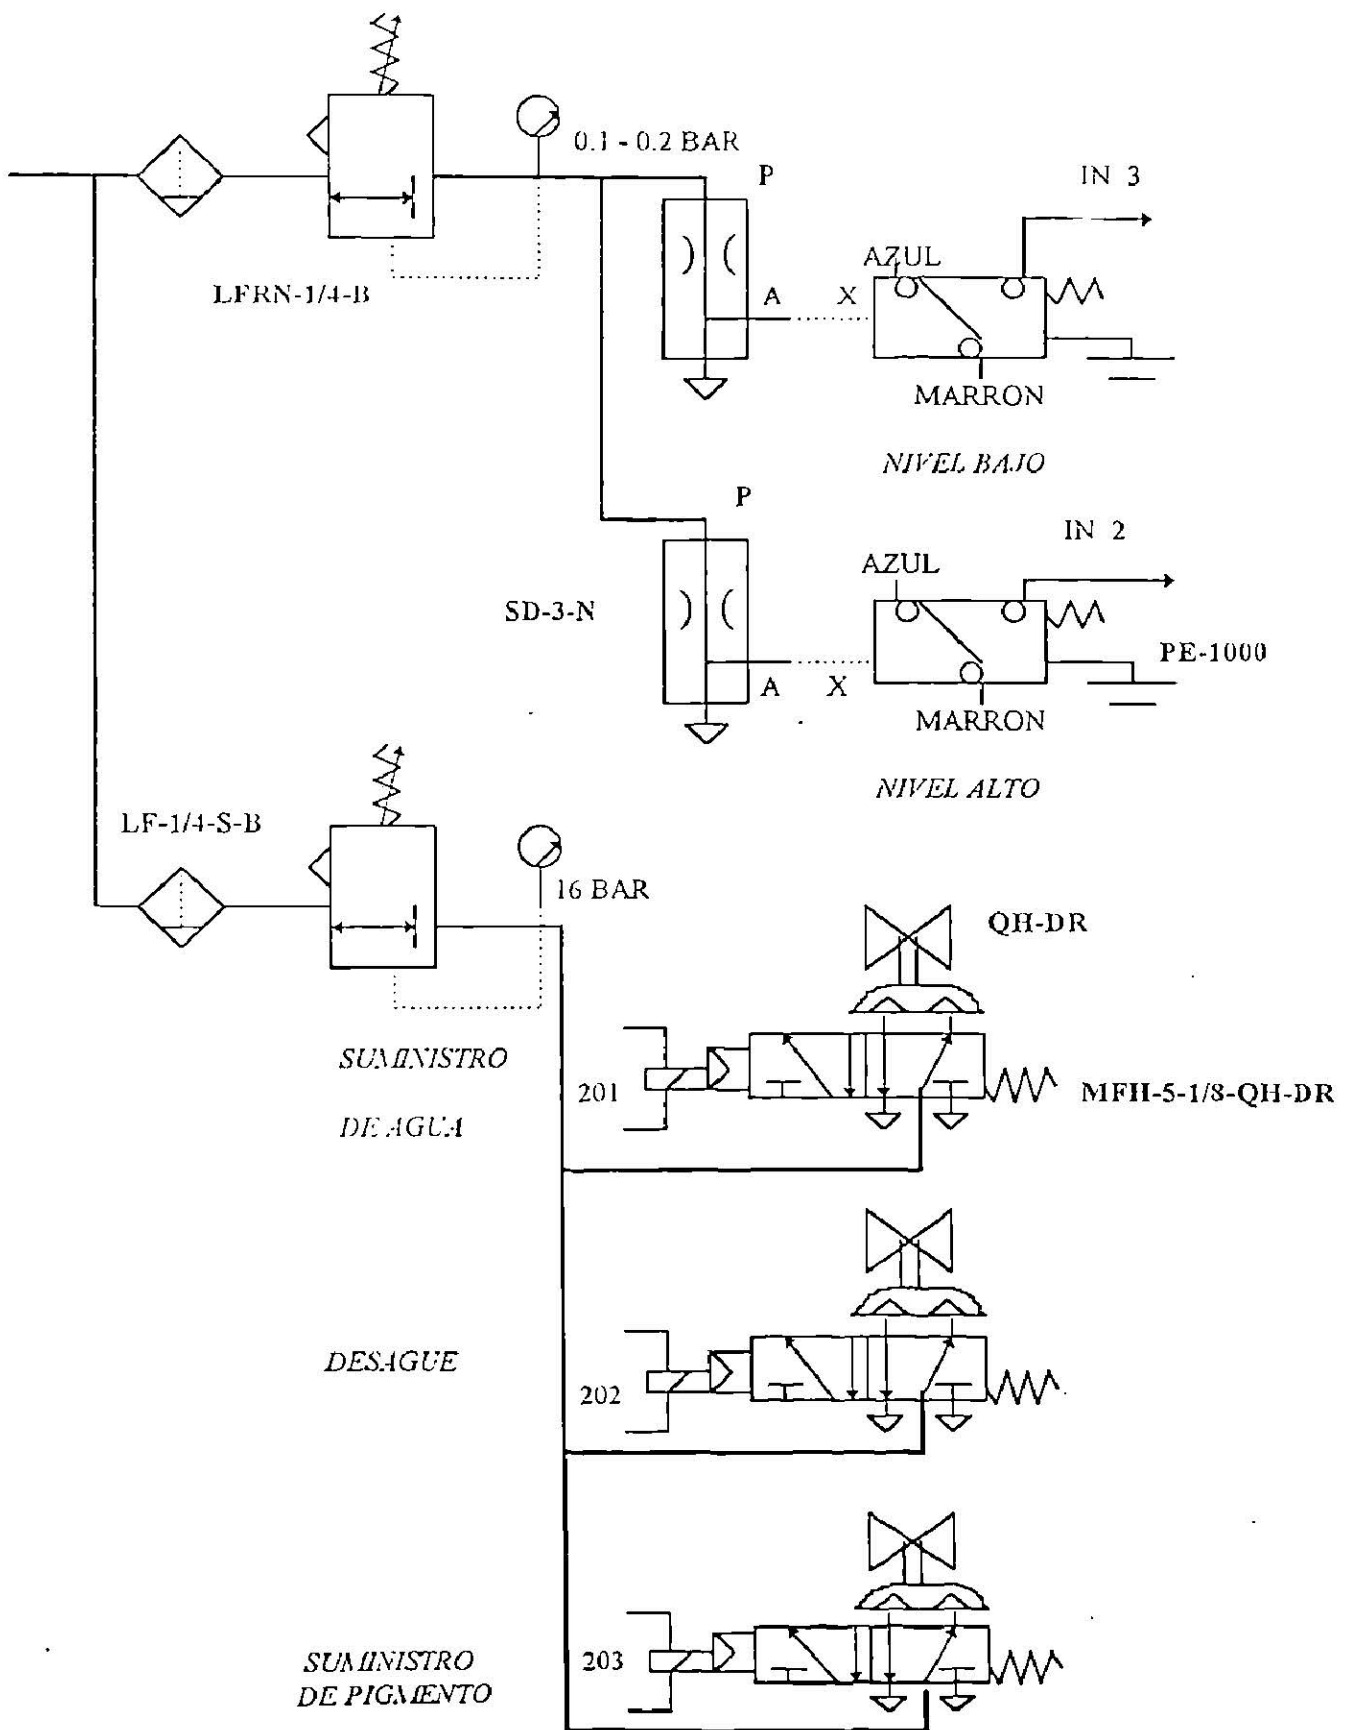 0.1 - 0.2 BAR
P
IN 3
AZUL
LFRN-1/4-B
A
X
MARRON
NIVEL BAJO
P
IN 2
AZUL
SD-3-N
PE-1000
A
X
MARRON
NIVEL ALTO
LF-1/4-S-B
16 BAR
QH-DR
SUMINISTRO
DE AGUA
201
MFH-5-1/8-QH-DR
DESAGUE
202
203
SUMINISTRO
DE PIGMENTO